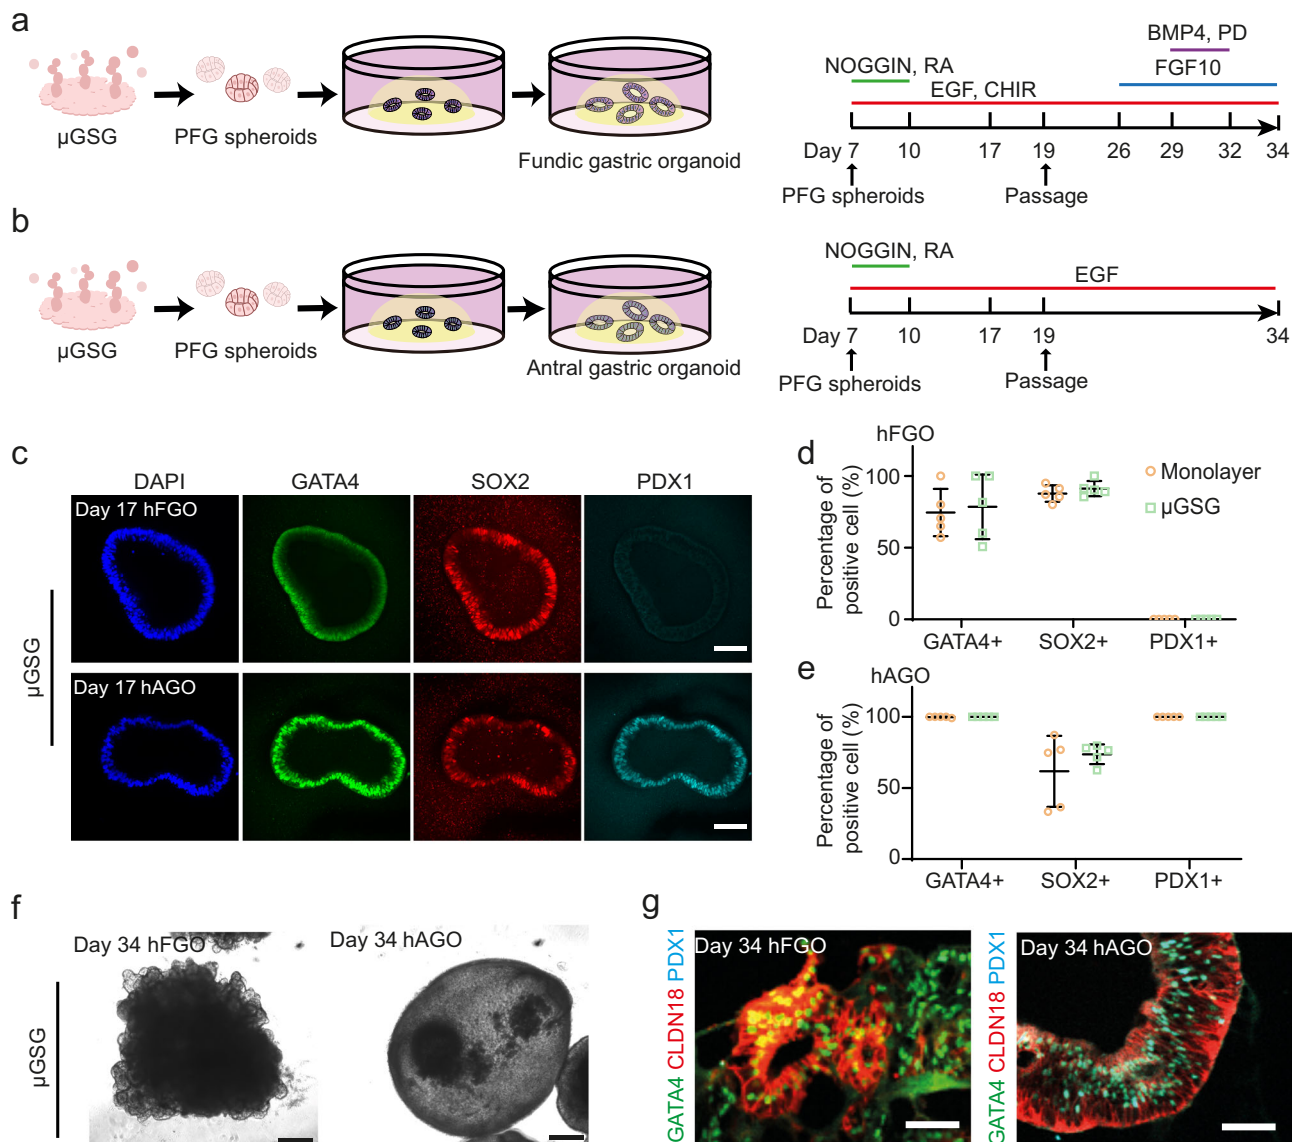 a
µGSG
PFG spheroids
Fundic gastric organoid
BMP4, PD
NOGGIN, RA
FGF10
EGF, CHIR
Day 7 10 17 19 26 29 32 34
PFG spheroids
Passage
b
µGSG
PFG spheroids
Antral gastric organoid
NOGGIN, RA
EGF
Day 7 10 17 19 34
PFG spheroids
Passage
c
DAPI GATA4 SOX2 PDX1
µGSG
Day 17 hFGO
Day 17 hAGO
d
hFGO
Percentage of
positive cell (%)
100
50
0
GATA4+ SOX2+ PDX1+
Monolayer
µGSG
e
hAGO
Percentage of
positive cell (%)
100
50
0
GATA4+ SOX2+ PDX1+
f
µGSG
Day 34 hFGO
Day 34 hAGO
g
GATA4 CLDN18 PDX1
Day 34 hFGO
GATA4 CLDN18 PDX1
Day 34 hAGO